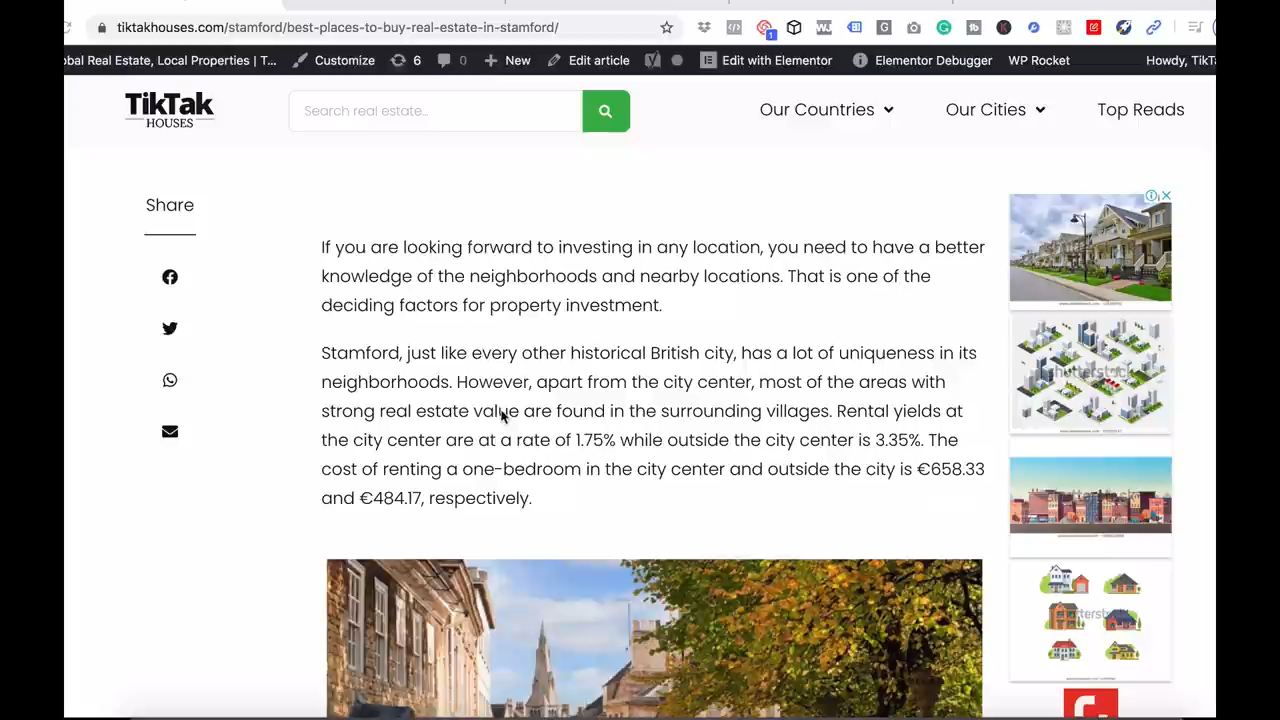 tiktakhouses.com/stamford/best-places-to-buy-real-estate-in-stamford/
1
obal Real Estate, Local Properties | T...
Customize
6
0
New
Edit article
Edit with Elementor
Elementor Debugger
WP Rocket
Howdy, TikTa
TikTak
HOUSES
Search real estate...
Our Countries
Our Cities
Top Reads
Share
If you are looking forward to investing in any location, you need to have a better
knowledge of the neighborhoods and nearby locations. That is one of the
deciding factors for property investment.
Stamford, just like every other historical British city, has a lot of uniqueness in its
neighborhoods. However, apart from the city center, most of the areas with
strong real estate value are found in the surrounding villages. Rental yields at
the city center are at a rate of 1.75% while outside the city center is 3.35%. The
cost of renting a one-bedroom in the city center and outside the city is €658.33
and €484.17, respectively.
shutterstock